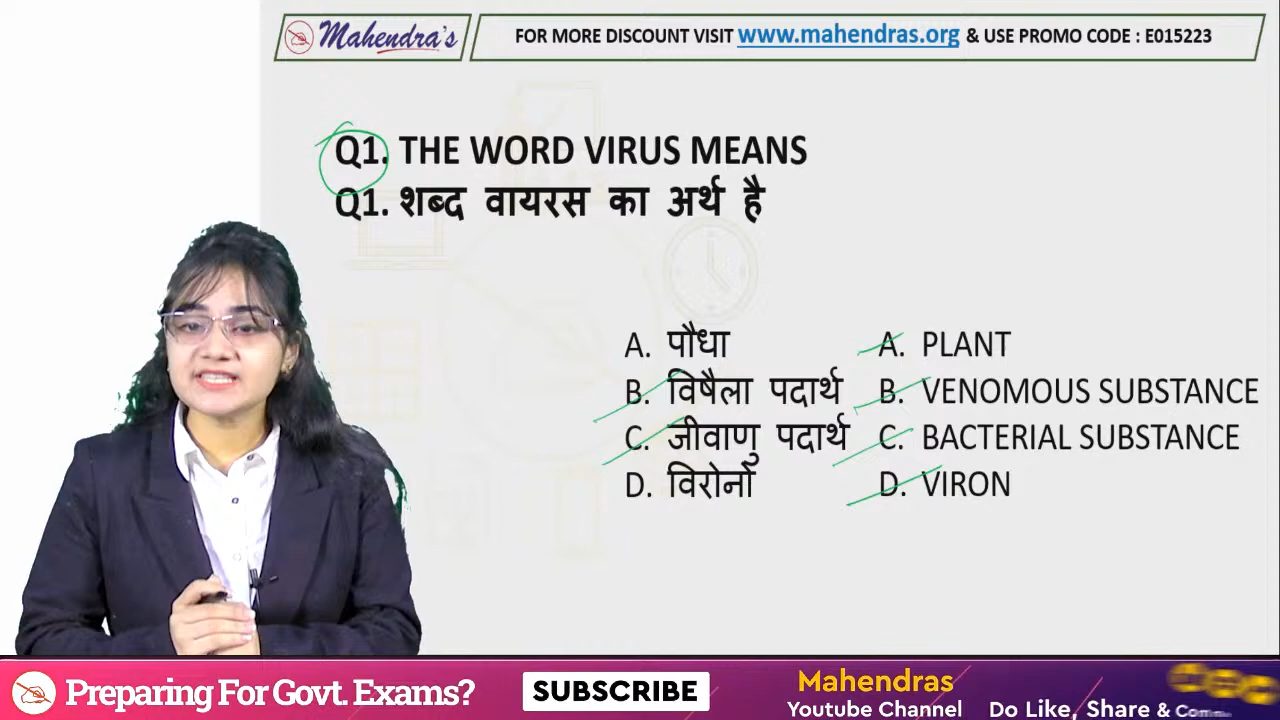 Mahendra's
FOR MORE DISCOUNT VISIT www.mahendras.org & USE PROMO CODE : E015223
Q1. THE WORD VIRUS MEANS
Q1. शब्द वायरस का अर्थ है
A. पौधा
B. विषैला पदार्थ
C. जीवाणु पदार्थ
D. विरोनो
A. PLANT
B. VENOMOUS SUBSTANCE
C. BACTERIAL SUBSTANCE
D. VIRON
Preparing For Govt. Exams?
SUBSCRIBE
Mahendras
Youtube Channel
Do Like, Share &